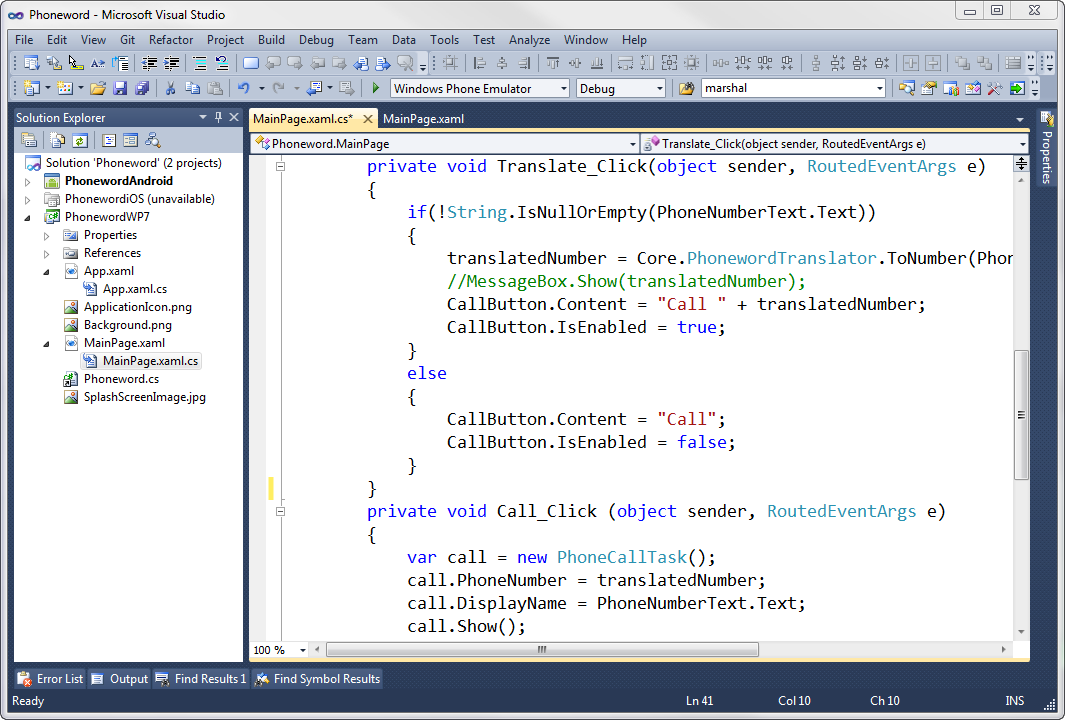 Phoneword - Microsoft Visual Studio
File Edit View Git Refactor Project Build Debug Team Data Tools Test Analyze Window Help
Windows Phone Emulator Debug marshal
Solution Explorer
Solution 'Phoneword' (2 projects)
PhonewordAndroid
PhonewordiOS (unavailable)
PhonewordWP7
Properties
References
App.xaml
App.xaml.cs
ApplicationIcon.png
Background.png
MainPage.xaml
MainPage.xaml.cs
Phoneword.cs
SplashScreenImage.jpg
MainPage.xaml.cs* MainPage.xaml
Phoneword.MainPage Translate_Click(object sender, RoutedEventArgs e)
private void Translate_Click(object sender, RoutedEventArgs e)
{
if(!String.IsNullOrEmpty(PhoneNumberText.Text))
{
translatedNumber = Core.PhonewordTranslator.ToNumber(Phon
//MessageBox.Show(translatedNumber);
CallButton.Content = "Call " + translatedNumber;
CallButton.IsEnabled = true;
}
else
{
CallButton.Content = "Call";
CallButton.IsEnabled = false;
}
}
private void Call_Click (object sender, RoutedEventArgs e)
{
var call = new PhoneCallTask();
call.PhoneNumber = translatedNumber;
call.DisplayName = PhoneNumberText.Text;
call.Show();
100 %
Properties
Error List Output Find Results 1 Find Symbol Results
Ready Ln 41 Col 10 Ch 10 INS